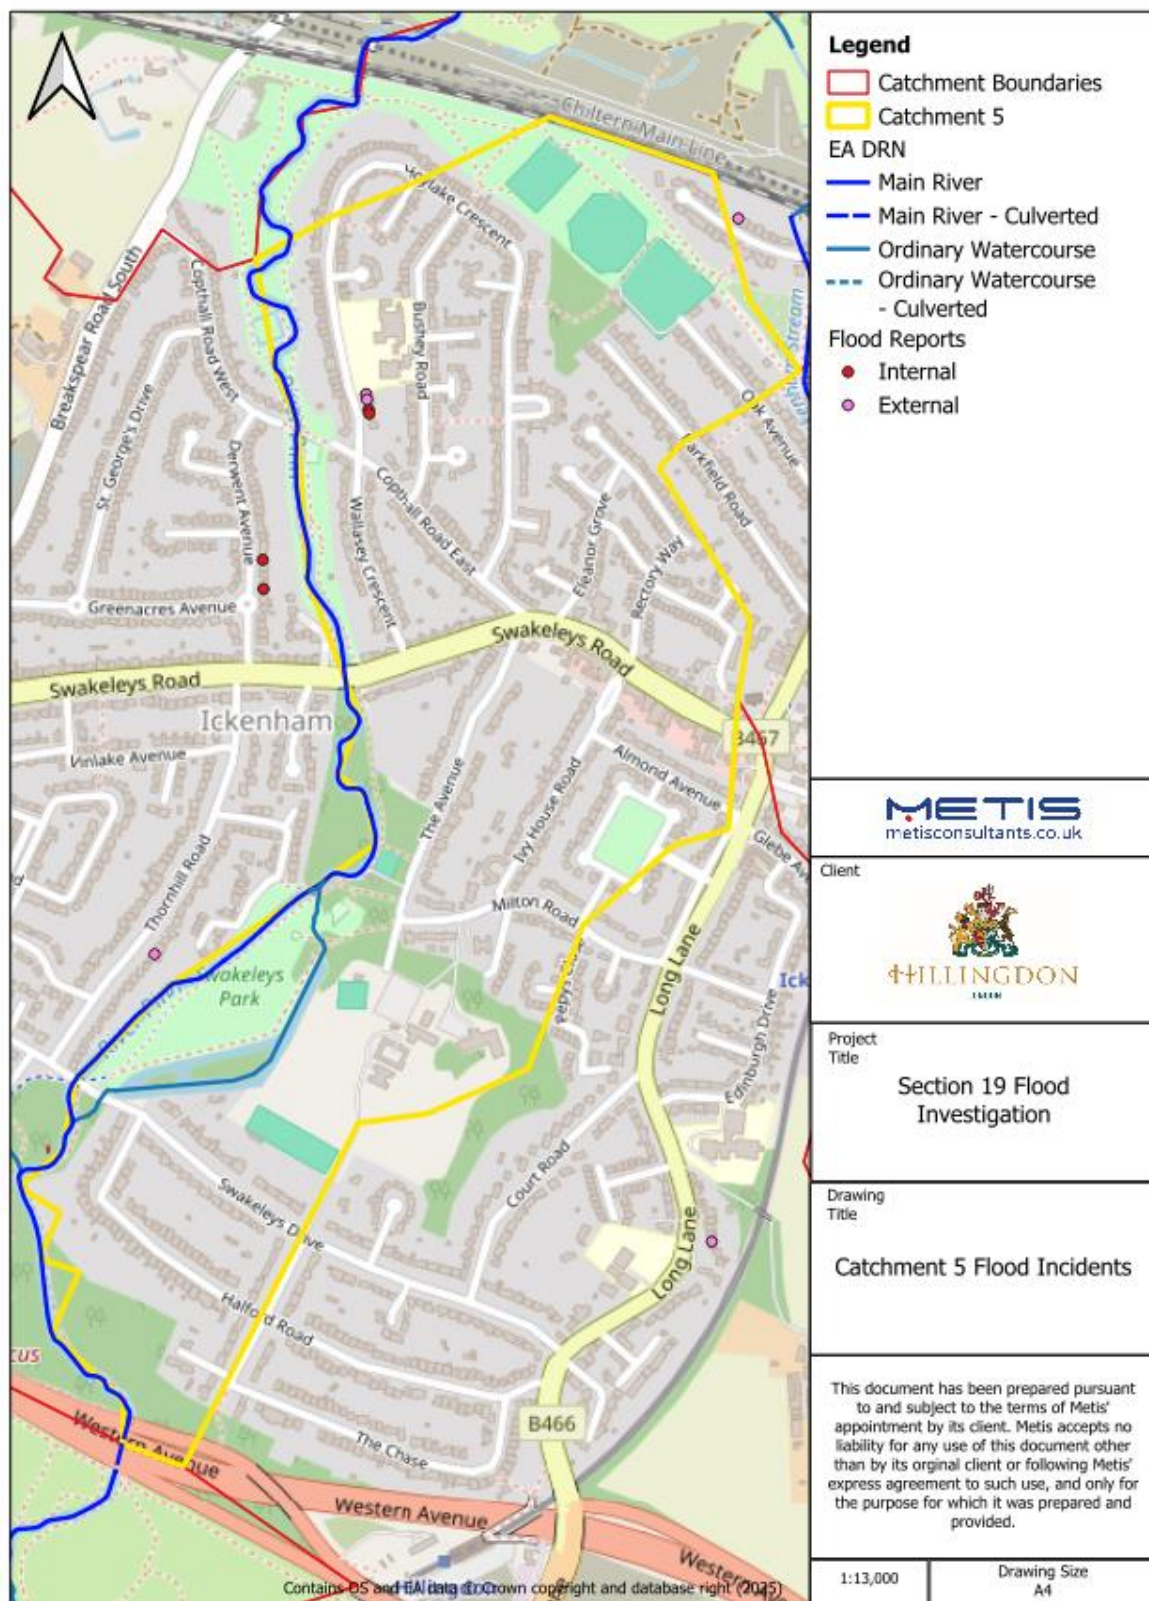 Chiltern Main Line
Hoylake Crescent
Breakspear Road South
Copthall Road West
Bushey Road
St. George's Drive
Derwent Avenue
Oak Avenue
Parkfield Road
Copthall Road East
Wallasey Crescent
Eleanor Grove
Rectory Way
Greenacres Avenue
Swakeleys Road
Swakeleys Road
Ickenham
B467
Almond Avenue
The Avenue
Ivy House Road
Thornhill Road
Milton Road
Long Lane
Swakeleys
Park
Ick
Edinburgh Drive
Court Road
Swakeleys Drive
Long Lane
Halford Road
The Chase
B466
Western Avenue
Western Avenue
Contains OS and EA data © Crown copyright and database right (2025)
Legend
Catchment Boundaries
Catchment 5
EA DRN
Main River
Main River - Culverted
Ordinary Watercourse
Ordinary Watercourse
- Culverted
Flood Reports
Internal
External
METIS
metisconsultants.co.uk
Client
HILLINGDON
LONDON
Project
Title
Section 19 Flood
Investigation
Drawing
Title
Catchment 5 Flood Incidents
This document has been prepared pursuant
to and subject to the terms of Metis'
appointment by its client. Metis accepts no
liability for any use of this document other
than by its orginal client or following Metis'
express agreement to such use, and only for
the purpose for which it was prepared and
provided.
1:13,000
Drawing Size
A4